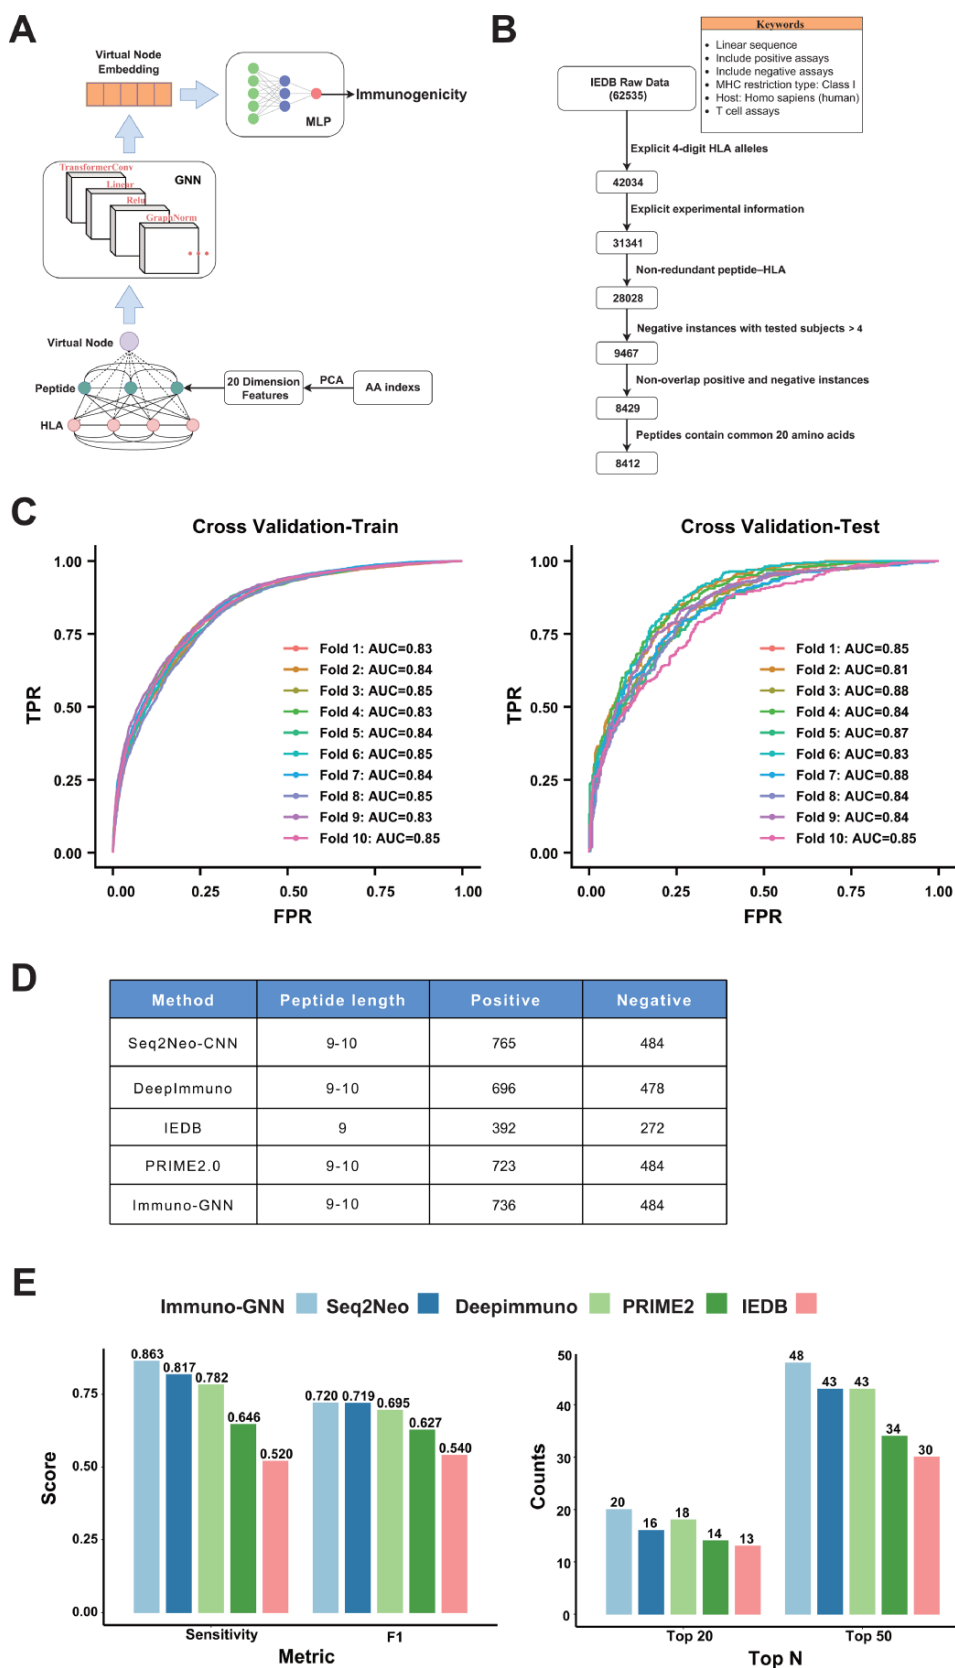 A
Virtual Node
Embedding
MLP
Immunogenicity
TransformerConv
Linear
Relu
GraphNorm
GNN
Virtual Node
Peptide
HLA
20 Dimension
Features
PCA
AA indexs
B
Keywords
• Linear sequence
• Include positive assays
• Include negative assays
• MHC restriction type: Class I
• Host: Homo sapiens (human)
• T cell assays
IEDB Raw Data
(62535)
Explicit 4-digit HLA alleles
42034
Explicit experimental information
31341
Non-redundant peptide–HLA
28028
Negative instances with tested subjects > 4
9467
Non-overlap positive and negative instances
8429
Peptides contain common 20 amino acids
8412
C
Cross Validation-Train
TPR
1.00
0.75
0.50
0.25
0.00
Fold 1: AUC=0.83
Fold 2: AUC=0.84
Fold 3: AUC=0.85
Fold 4: AUC=0.83
Fold 5: AUC=0.84
Fold 6: AUC=0.85
Fold 7: AUC=0.84
Fold 8: AUC=0.85
Fold 9: AUC=0.83
Fold 10: AUC=0.85
0.00 0.25 0.50 0.75 1.00
FPR
Cross Validation-Test
TPR
1.00
0.75
0.50
0.25
0.00
Fold 1: AUC=0.85
Fold 2: AUC=0.81
Fold 3: AUC=0.88
Fold 4: AUC=0.84
Fold 5: AUC=0.87
Fold 6: AUC=0.83
Fold 7: AUC=0.88
Fold 8: AUC=0.84
Fold 9: AUC=0.84
Fold 10: AUC=0.85
0.00 0.25 0.50 0.75 1.00
FPR
D
Method Peptide length Positive Negative
Seq2Neo-CNN 9-10 765 484
DeepImmuno 9-10 696 478
IEDB 9 392 272
PRIME2.0 9-10 723 484
Immuno-GNN 9-10 736 484
E
Immuno-GNN Seq2Neo Deepimmuno PRIME2 IEDB
Score
0.75
0.50
0.25
0.00
0.863
0.817
0.782
0.646
0.520
0.720
0.719
0.695
0.627
0.540
Sensitivity F1
Metric
Counts
50
40
30
20
10
0
20
16
18
14
13
48
43
43
34
30
Top 20 Top 50
Top N